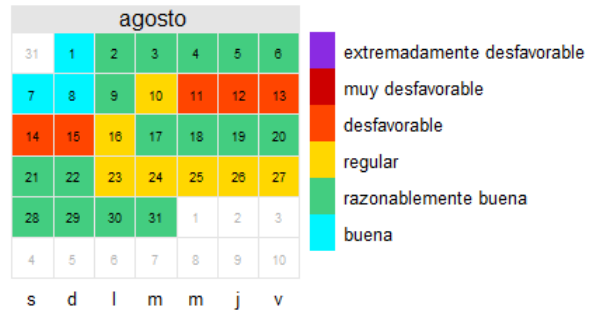 agosto
31 1 2 3 4 5 6
7 8 9 10 11 12 13
14 15 16 17 18 19 20
21 22 23 24 25 26 27
28 29 30 31 1 2 3
4 5 6 7 8 9 10
s d l m m j v
extremadamente desfavorable
muy desfavorable
desfavorable
regular
razonablemente buena
buena